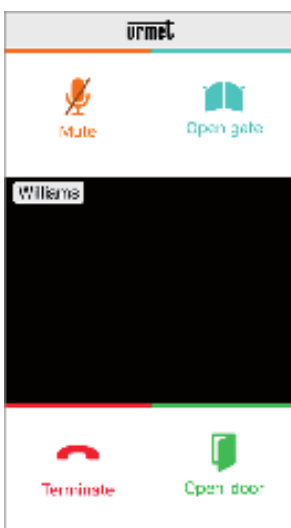 urmet
Mute
Open gate
Williams
Terminate
Open door